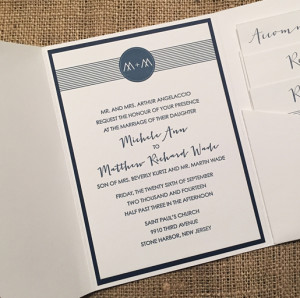 M+M
MR. AND MRS. ARTHUR ANGELACCIO
REQUEST THE HONOUR OF YOUR PRESENCE
AT THE MARRIAGE OF THEIR DAUGHTER
Michele Ann
TO
Matthew Richard Wade
SON OF MRS. BEVERLY KURTZ AND MR. MARTIN WADE
FRIDAY, THE TWENTY SIXTH OF SEPTEMBER
TWO THOUSAND AND FOURTEEN
HALF PAST THREE IN THE AFTERNOON
SAINT PAUL'S CHURCH
9910 THIRD AVENUE
STONE HARBOR, NEW JERSEY
Accomm
Re